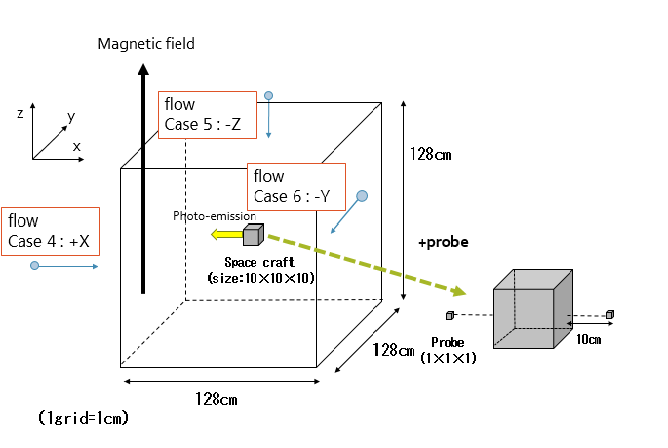 Magnetic field
z
y
x
flow
Case 5 : -Z
128cm
flow
Case 6 : -Y
flow
Case 4 : +X
Photo-emission
+probe
Space craft
(size:10×10×10)
Probe
(1×1×1)
10cm
128cm
128cm
(1grid=1cm)